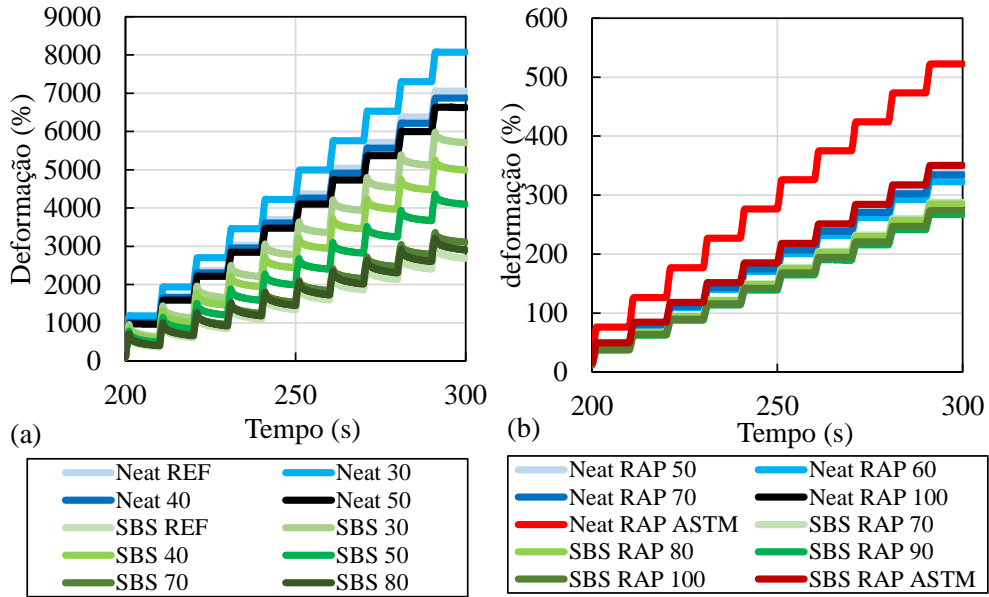 9000
8000
7000
6000
5000
4000
3000
2000
1000
0
Deformação (%)
200 250 300
Tempo (s)
(a)
Neat REF Neat 30
Neat 40 Neat 50
SBS REF SBS 30
SBS 40 SBS 50
SBS 70 SBS 80
600
500
400
300
200
100
0
deformação (%)
200 250 300
Tempo (s)
(b)
Neat RAP 50 Neat RAP 60
Neat RAP 70 Neat RAP 100
Neat RAP ASTM SBS RAP 70
SBS RAP 80 SBS RAP 90
SBS RAP 100 SBS RAP ASTM